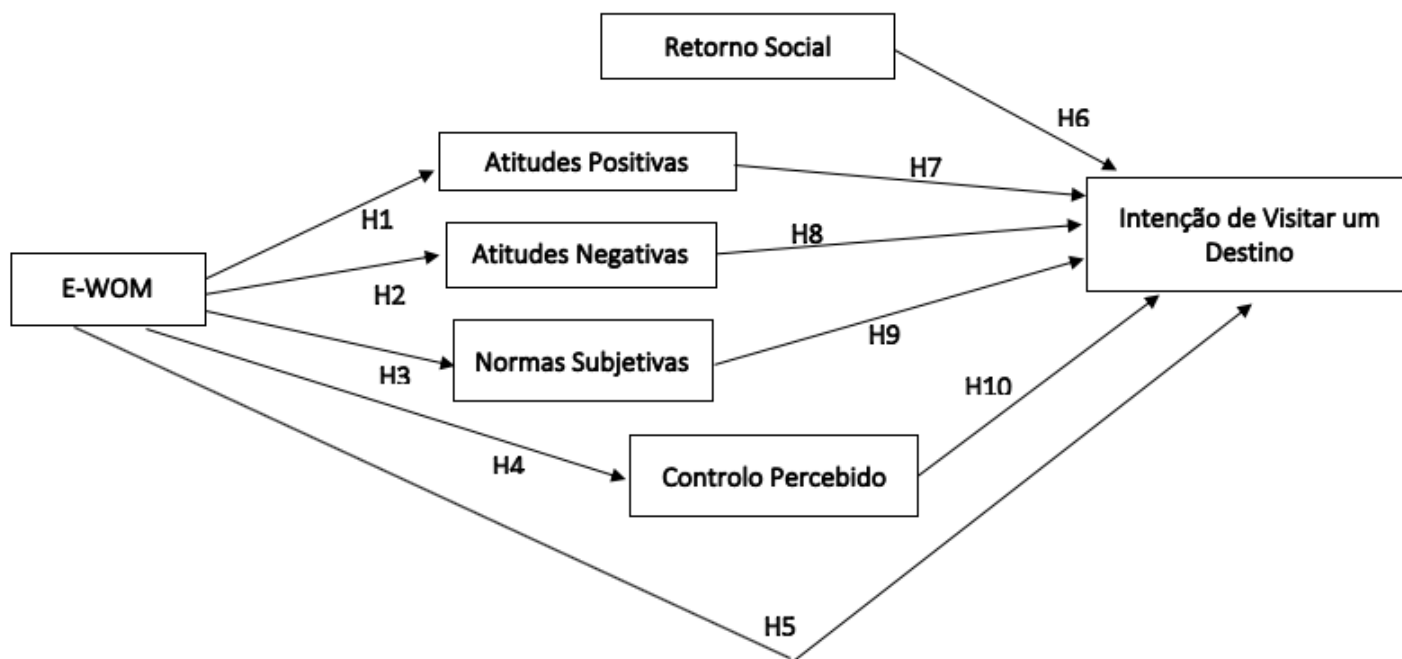 Retorno Social
H6
Atitudes Positivas
H7
H1
Intenção de Visitar um
Destino
Atitudes Negativas
H8
E-WOM
H2
Normas Subjetivas
H9
H3
H10
Controlo Percebido
H4
H5